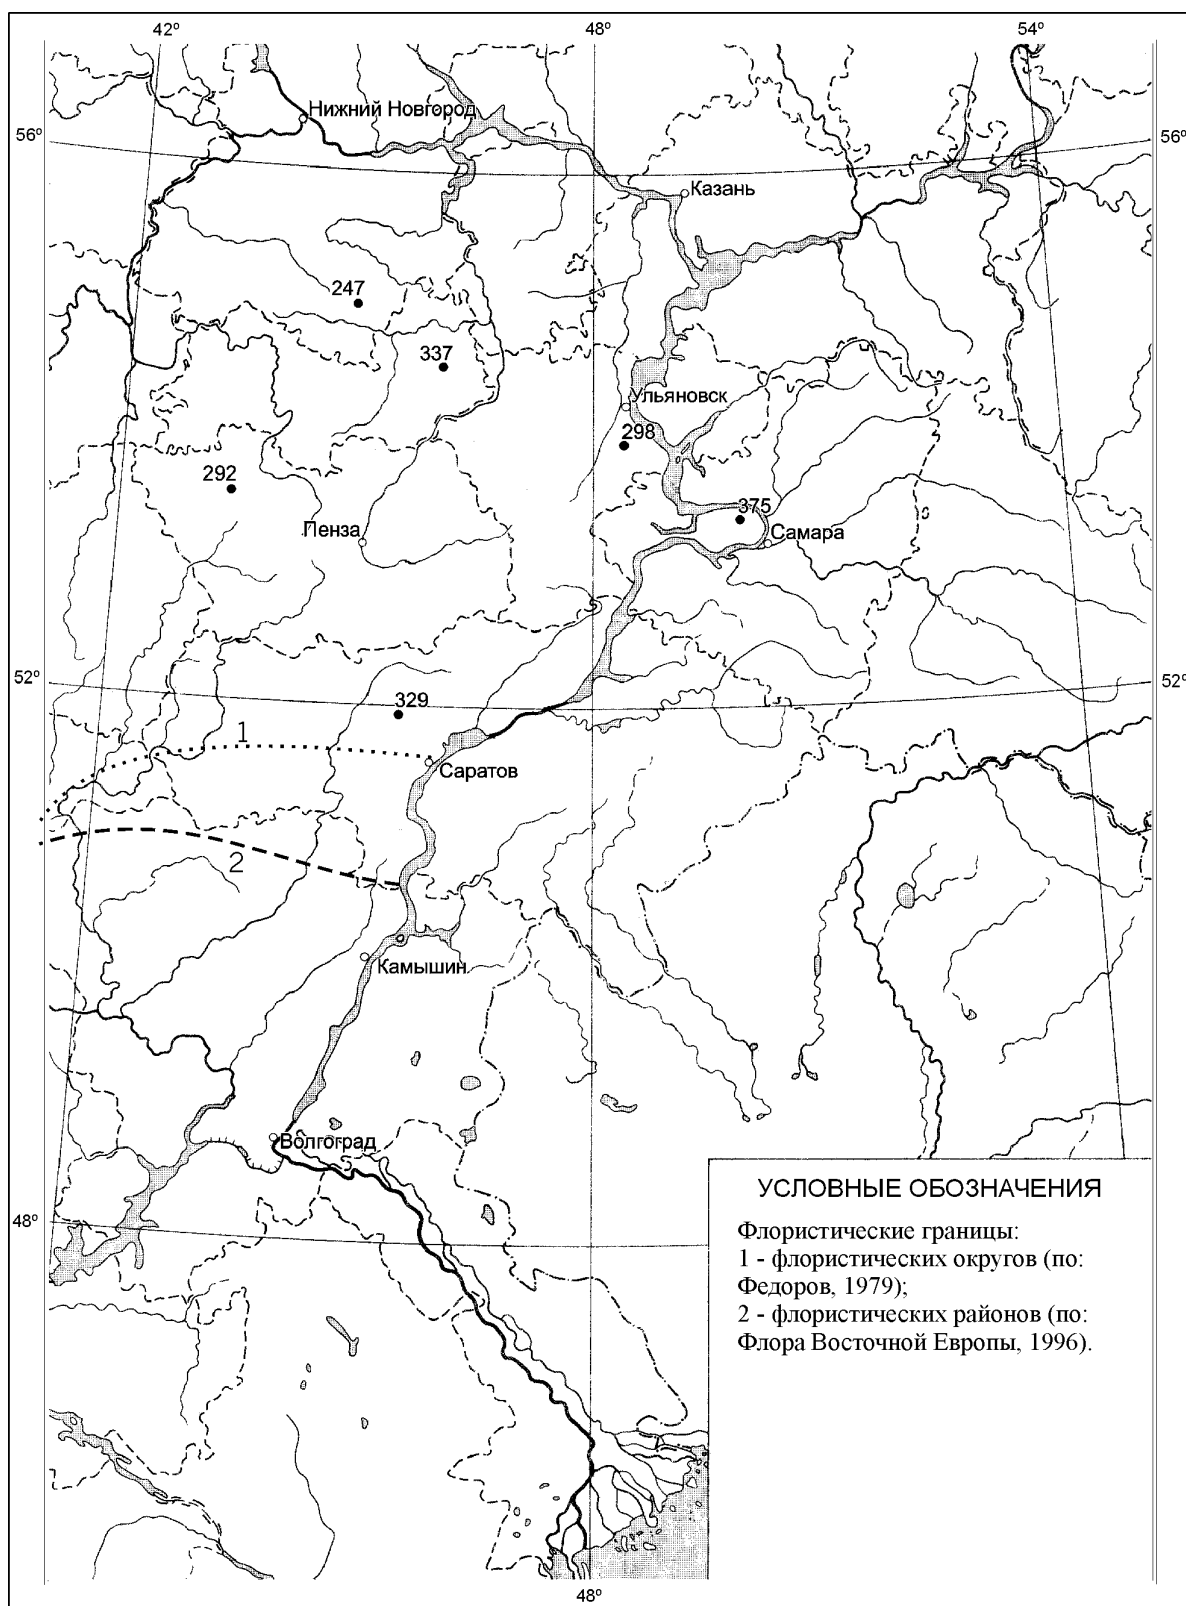 42º 48º 54º
Нижний Новгород
56º 56º
Казань
247
337
Ульяновск
298
292
375
Пенза
Самара
52º 52º
329
1
Саратов
2
Камышин
Волгоград
48º
УСЛОВНЫЕ ОБОЗНАЧЕНИЯ
Флористические границы:
1 - флористических округов (по:
Федоров, 1979);
2 - флористических районов (по:
Флора Восточной Европы, 1996).
48º